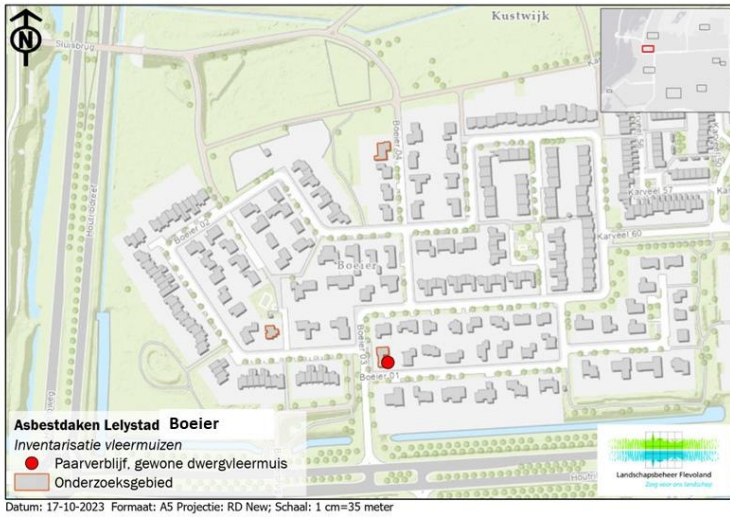 Kustwijk
N
Sluisbrug
Houtribdreef
Boeier 04
Karveel 57
Boeier 02
Karveel 60
Boeier
Boeier 03
Boeier 01
Asbestdaken Lelystad Boeier
Inventarisatie vleermuizen
Paarverblijf, gewone dwergvleermuis
Onderzoeksgebied
Landschapsbeheer Flevoland
Zorg voor ons landschap
Datum: 17-10-2023 Formaat: A5 Projectie: RD New; Schaal: 1 cm=35 meter